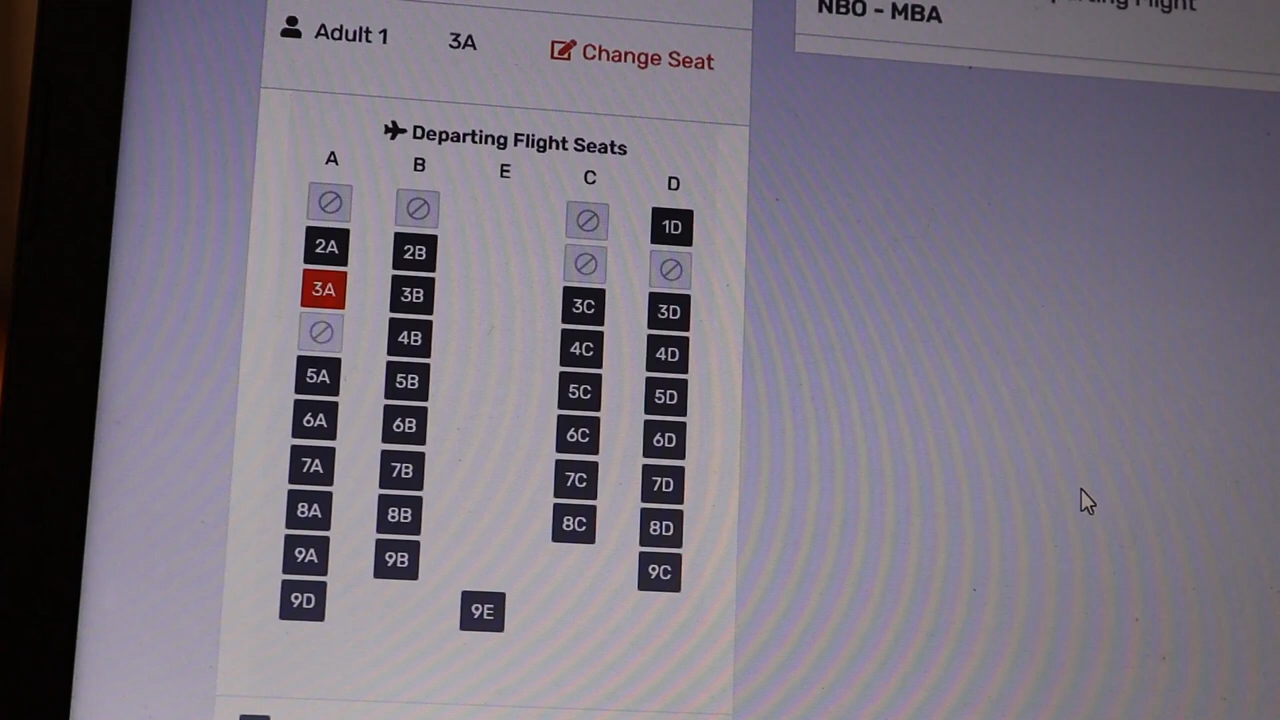 NBO - MBA
Adult 1 3A Change Seat
Departing Flight Seats
A B E C D
1D
2A 2B
3A 3B 3C 3D
4B 4C 4D
5A 5B 5C 5D
6A 6B 6C 6D
7A 7B 7C 7D
8A 8B 8C 8D
9A 9B 9C
9D 9E